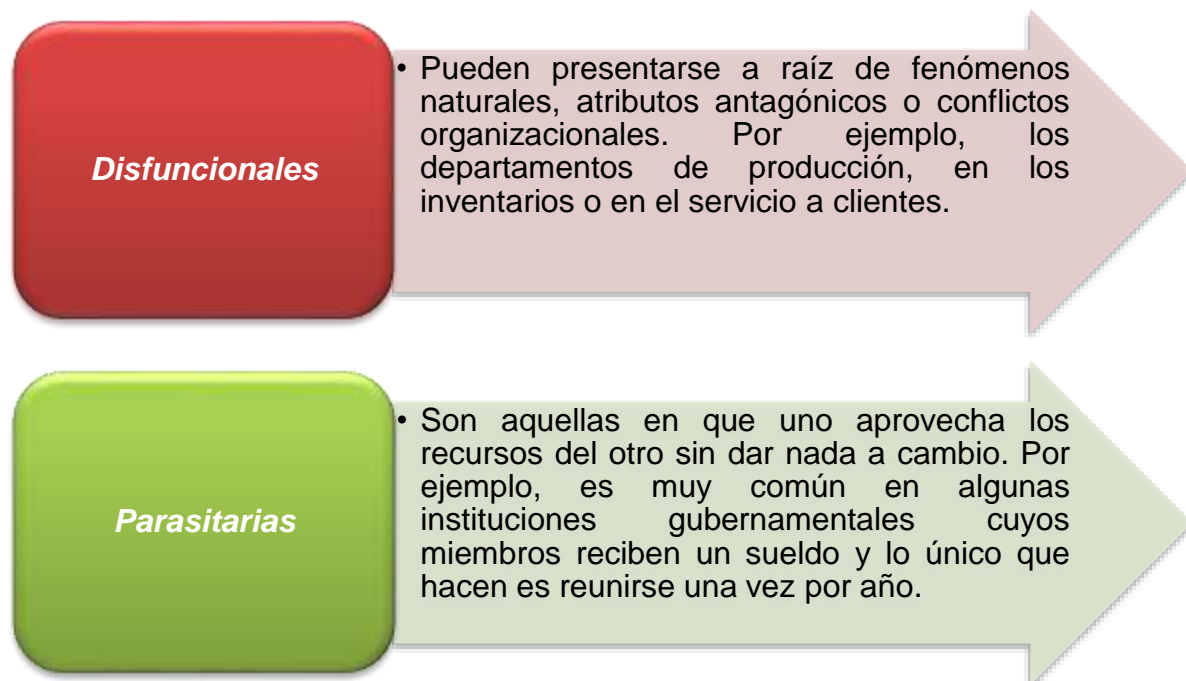 Disfuncionales
• Pueden presentarse a raíz de fenómenos
naturales, atributos antagónicos o conflictos
organizacionales. Por ejemplo, los
departamentos de producción, en los
inventarios o en el servicio a clientes.
Parasitarias
• Son aquellas en que uno aprovecha los
recursos del otro sin dar nada a cambio. Por
ejemplo, es muy común en algunas
instituciones gubernamentales cuyos
miembros reciben un sueldo y lo único que
hacen es reunirse una vez por año.